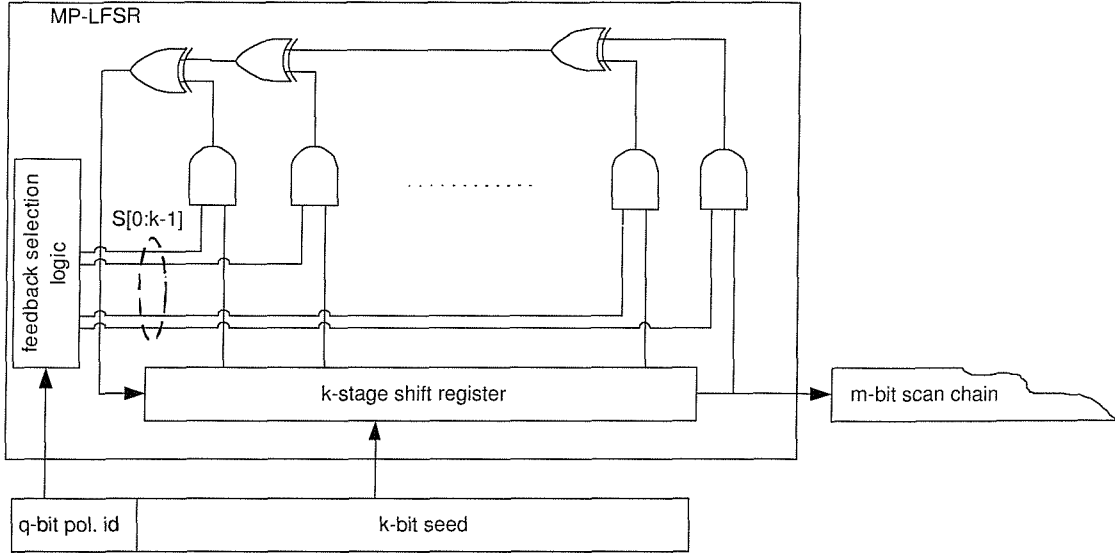 MP-LFSR
S[0:k-1]
feedback selection
logic
k-stage shift register
m-bit scan chain
q-bit pol. id
k-bit seed